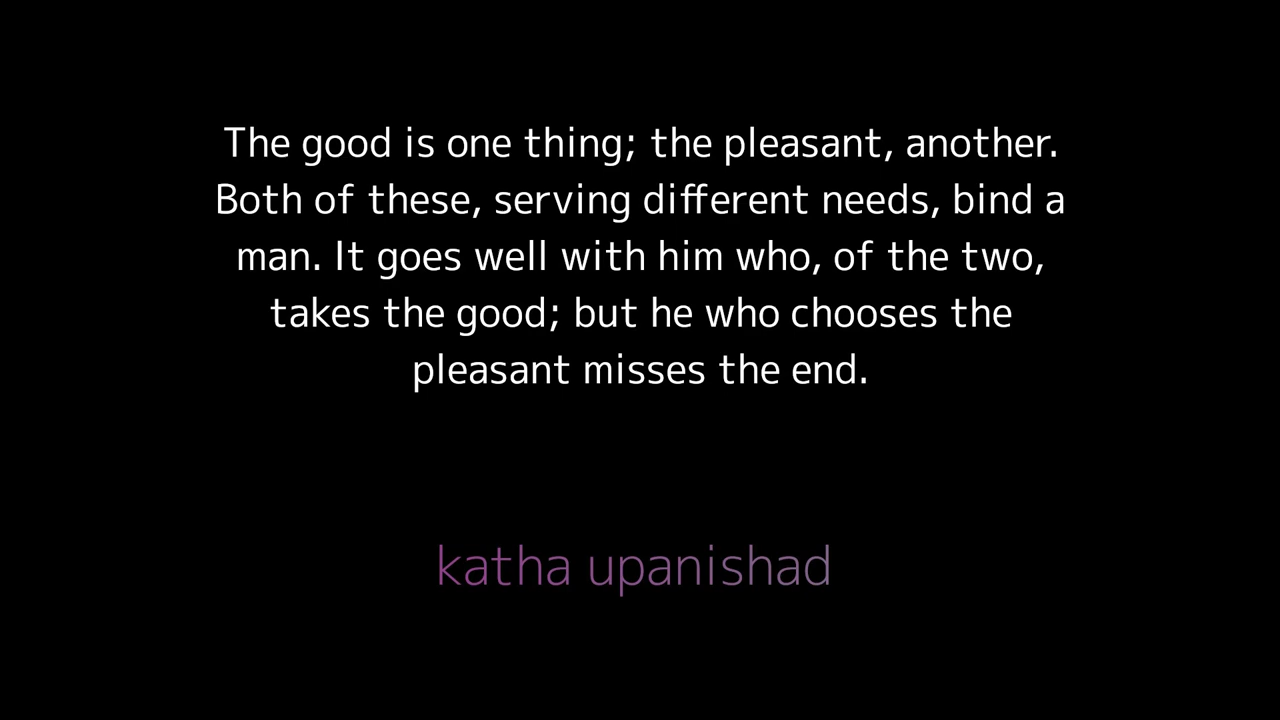 The good is one thing; the pleasant, another.
Both of these, serving different needs, bind a
man. It goes well with him who, of the two,
takes the good; but he who chooses the
pleasant misses the end.
katha upanishad